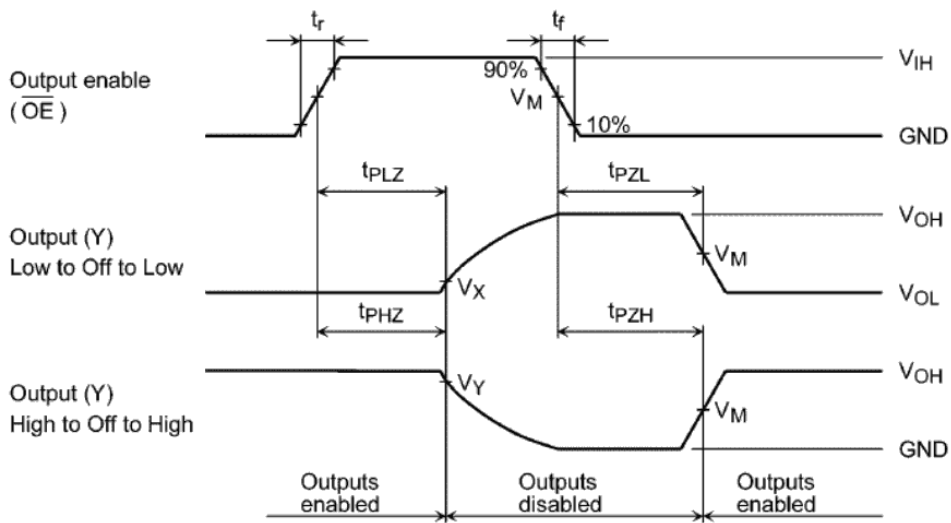 tr
tf
Output enable
(OE)
90%
VM
10%
VIH
GND
tPLZ
tPZL
Output (Y)
Low to Off to Low
VX
VM
VOH
VOL
tPHZ
tPZH
Output (Y)
High to Off to High
VY
VM
VOH
GND
Outputs
enabled
Outputs
disabled
Outputs
enabled